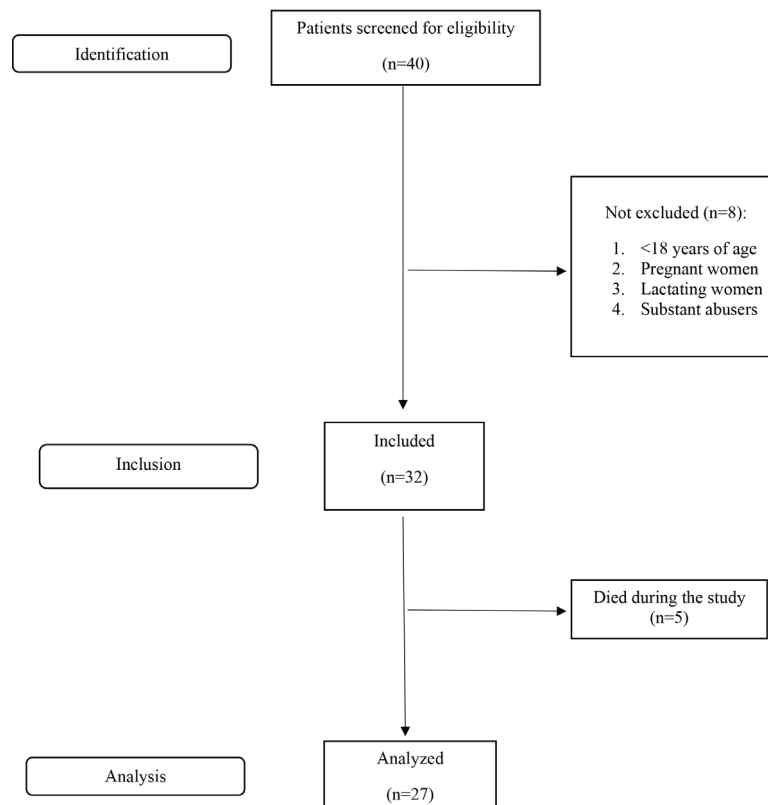 Identification
Patients screened for eligibility
(n=40)
Not excluded (n=8):
1. <18 years of age
2. Pregnant women
3. Lactating women
4. Substant abusers
Inclusion
Included
(n=32)
Died during the study
(n=5)
Analysis
Analyzed
(n=27)